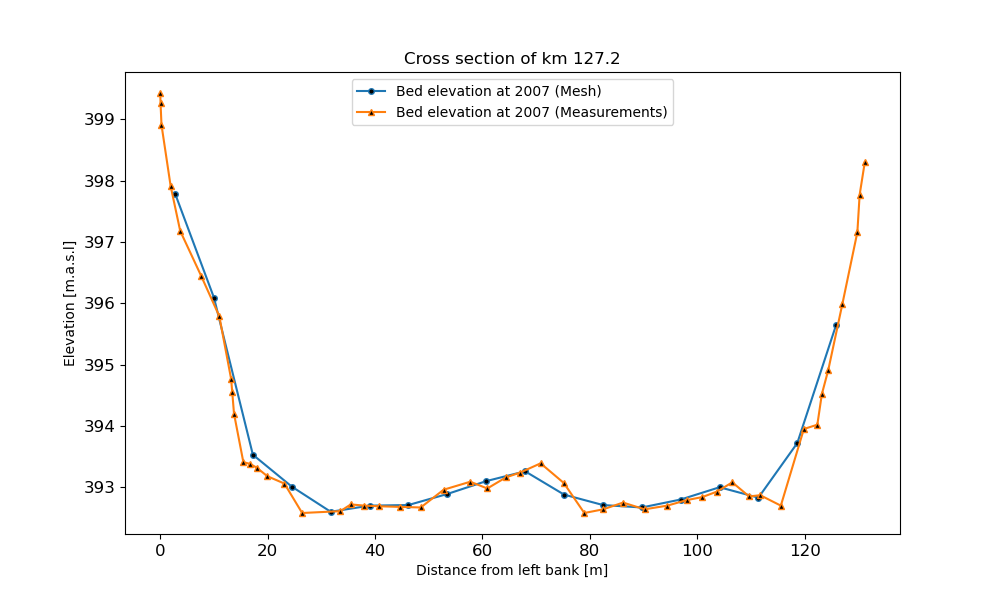 Cross section of km 127.2
Bed elevation at 2007 (Mesh)
Bed elevation at 2007 (Measurements)
Elevation [m.a.s.l]
399
398
397
396
395
394
393
0 20 40 60 80 100 120
Distance from left bank [m]